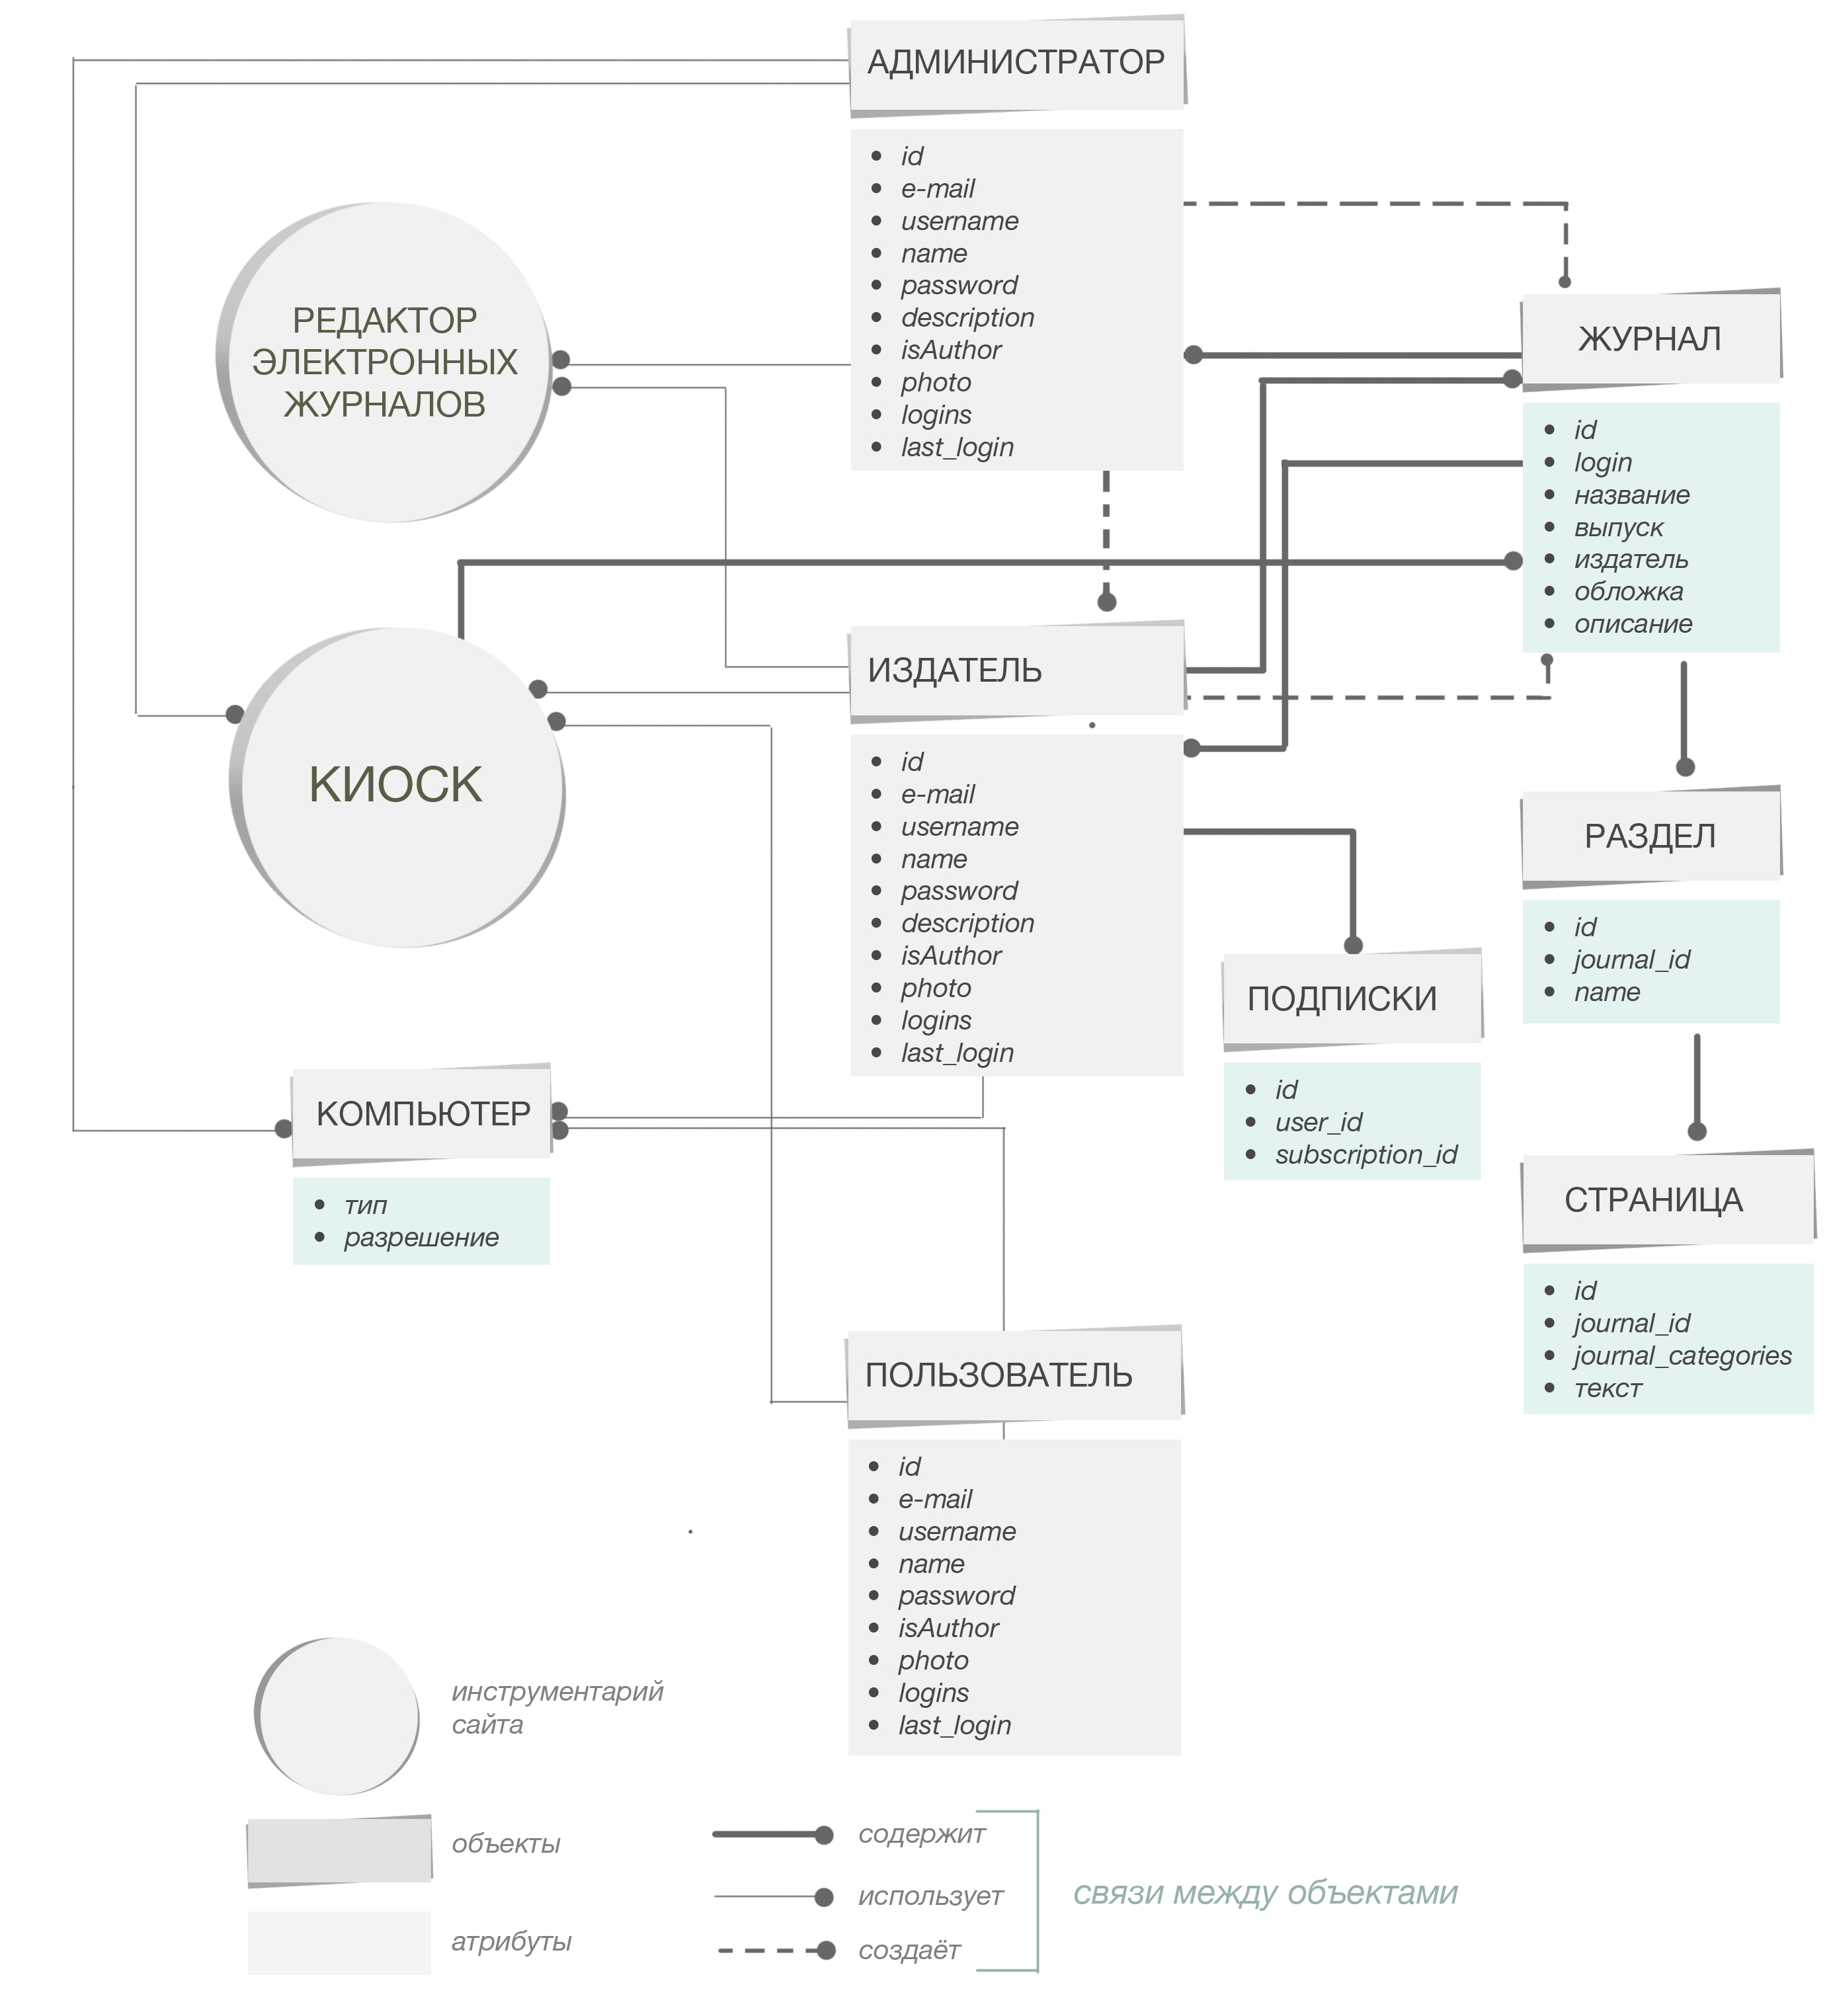 АДМИНИСТРАТОР
• id
• e-mail
• username
• name
• password
• description
• isAuthor
• photo
• logins
• last_login
РЕДАКТОР
ЭЛЕКТРОННЫХ
ЖУРНАЛОВ
ЖУРНАЛ
• id
• login
• название
• выпуск
• издатель
• обложка
• описание
КИОСК
ИЗДАТЕЛЬ
• id
• e-mail
• username
• name
• password
• description
• isAuthor
• photo
• logins
• last_login
РАЗДЕЛ
• id
• journal_id
• name
ПОДПИСКИ
• id
• user_id
• subscription_id
КОМПЬЮТЕР
• тип
• разрешение
СТРАНИЦА
• id
• journal_id
• journal_categories
• текст
ПОЛЬЗОВАТЕЛЬ
• id
• e-mail
• username
• name
• password
• isAuthor
• photo
• logins
• last_login
инструментарий
сайта
объекты
атрибуты
содержит
использует
создаёт
связи между объектами